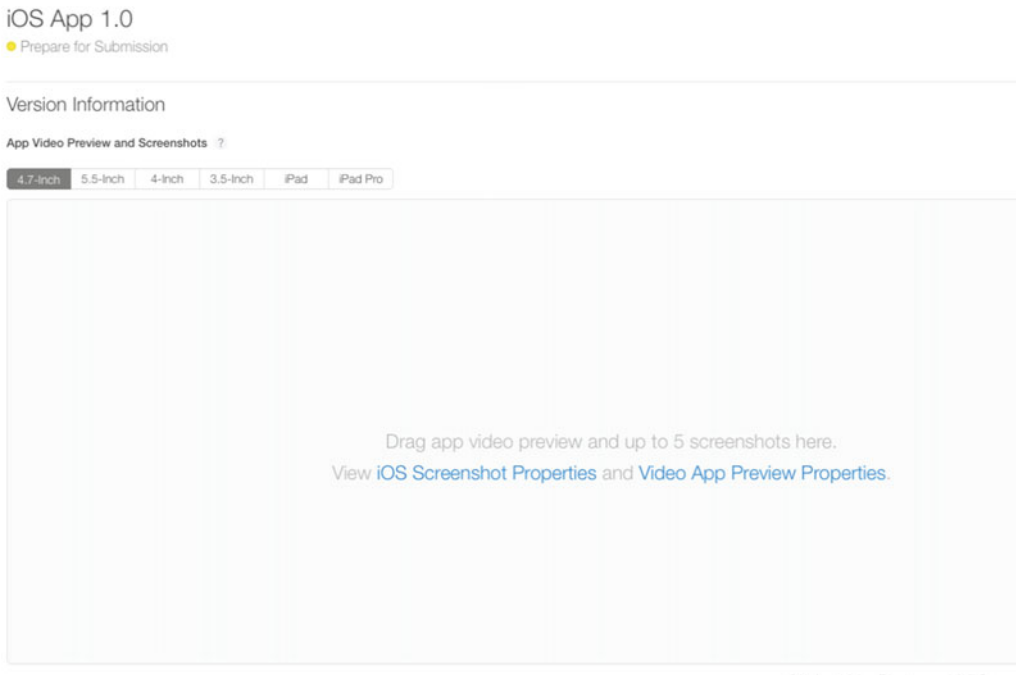 iOS App 1.0
Prepare for Submission
Version Information
App Video Preview and Screenshots ?
4.7-Inch 5.5-Inch 4-Inch 3.5-Inch iPad iPad Pro
Drag app video preview and up to 5 screenshots here.
View iOS Screenshot Properties and Video App Preview Properties.